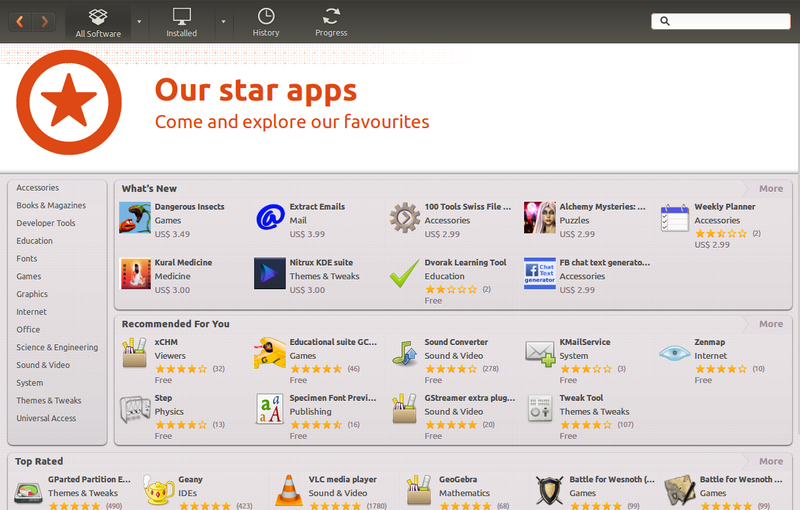 All Software
Installed
History
Progress
Our star apps
Come and explore our favourites
Accessories
Books & Magazines
Developer Tools
Education
Fonts
Games
Graphics
Internet
Office
Science & Engineering
Sound & Video
System
Themes & Tweaks
Universal Access
What's New
More
Dangerous Insects
Games
US$ 3.49
Extract Emails
Mail
US$ 3.99
100 Tools Swiss File ...
Accessories
US$ 2.99
Alchemy Mysteries: ...
Puzzles
US$ 2.99
Weekly Planner
Accessories
(2)
US$ 2.99
Kural Medicine
Medicine
US$ 3.00
Nitrux KDE suite
Themes & Tweaks
US$ 3.00
Dvorak Learning Tool
Education
(2)
Free
f Chat
Text
generator
FB chat text generato...
Accessories
US$ 2.99
Recommended For You
More
xCHM
Viewers
(32)
Free
Educational suite GC...
Games
(46)
Free
Sound Converter
Sound & Video
(278)
Free
KMailService
System
(3)
Free
Zenmap
Internet
(10)
Free
Step
Physics
(13)
Free
Specimen Font Previ...
Publishing
(16)
Free
GStreamer extra plug...
Sound & Video
(20)
Free
Tweak Tool
Themes & Tweaks
(107)
Free
Top Rated
More
GParted Partition E...
Themes & Tweaks
(490)
Geany
IDEs
(423)
VLC media player
Sound & Video
(1780)
GeoGebra
Mathematics
(68)
Battle for Wesnoth (...
Games
(99)
Battle for Wesnoth ...
Games
(99)